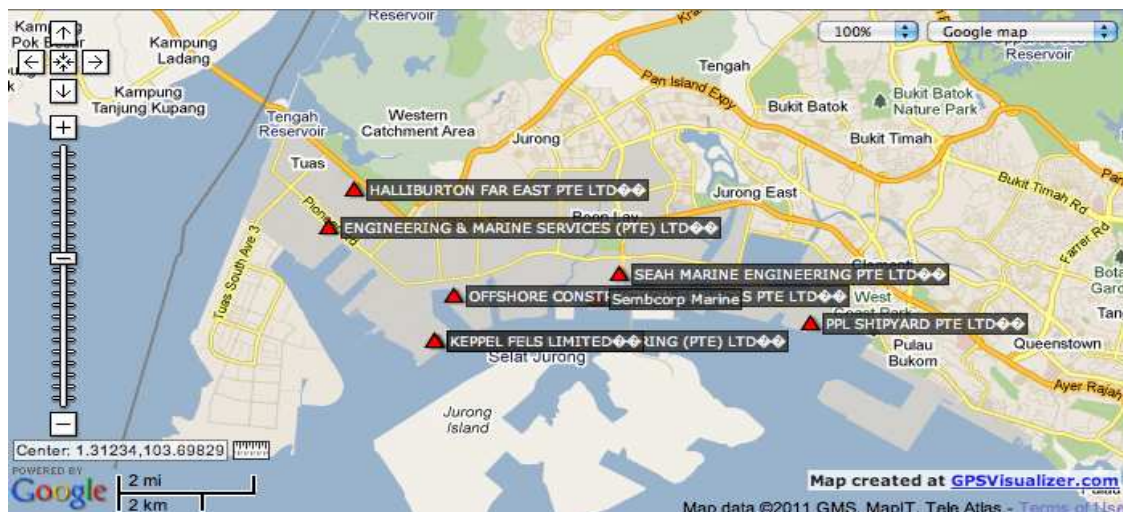 Reservoir
Kampung
Ladang
Kampung
Tanjung Kupang
Tengah
Reservoir
Western
Catchment Area
Tuas
Jurong
Tengah
Pan Island Expy
Bukit Batok
Bukit Batok
Nature Park
Bukit Timah
Bukit Timah Rd
Farrer Rd
Reservoir
100%
Google map
Jurong East
HALLIBURTON FAR EAST PTE LTD��
ENGINEERING & MARINE SERVICES (PTE) LTD��
SEAH MARINE ENGINEERING PTE LTD��
OFFSHORE CONST
Sembcorp Marine
S PTE LTD��
PPL SHIPYARD PTE LTD��
KEPPEL FELS LIMITED��
RING (PTE) LTD��
Tuas South Ave 3
Clementi
West
Coast Park
Pulau
Bukom
Queenstown
Ayer Rajah
Selat Jurong
Jurong
Island
Center: 1.31234,103.69829
POWERED BY
Google
2 mi
2 km
Map created at GPSVisualizer.com
Map data ©2011 GMS, MapIT, Tele Atlas - Terms of Use